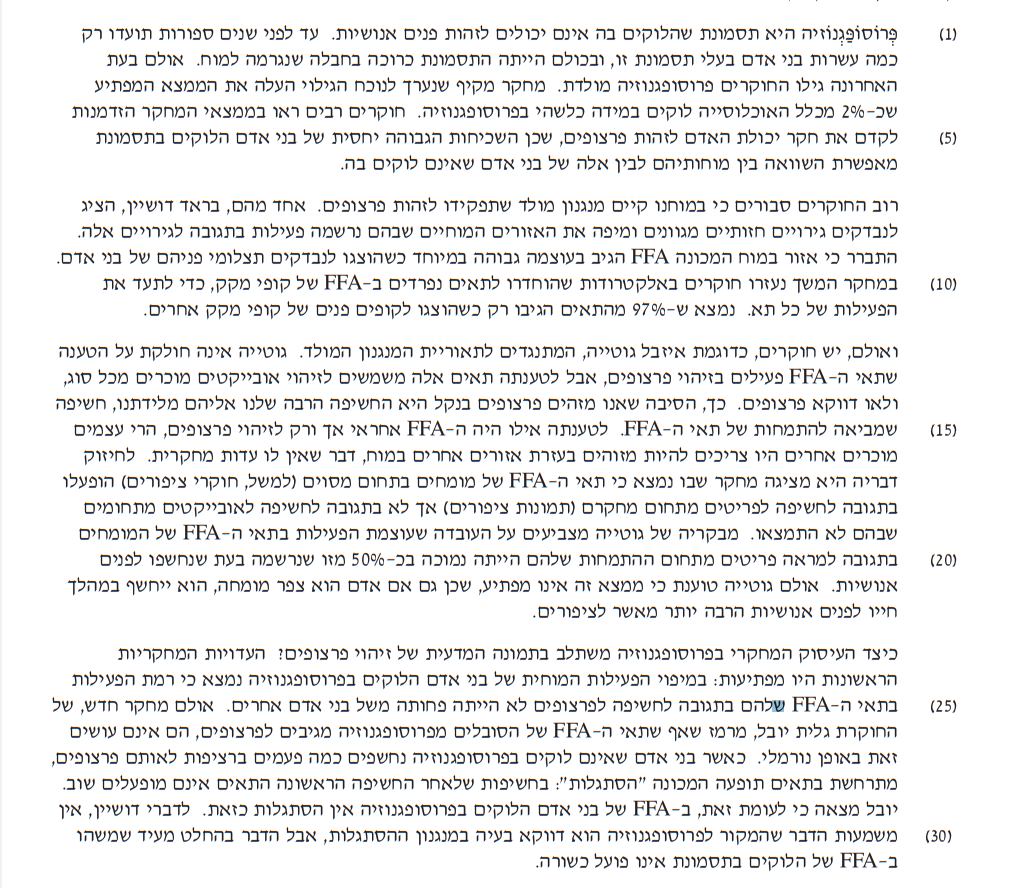 (1) פְּרוֹסוֹפַּגְנוֹזיה היא תסמונת שהלוקים בה אינם יכולים לזהות פנים אנושיות. עד לפני שנים ספורות תועדו רק
כמה עשרות בני אדם בעלי תסמונת זו, ובכולם הייתה התסמונת כרוכה בחבלה שנגרמה למוח. אולם בעת
האחרונה גילו החוקרים פרוסופגנוזיה מולדת. מחקר מקיף שנערך לנוכח הגילוי העלה את הממצא המפתיע
שכ-2% מכלל האוכלוסייה לוקים במידה כלשהי בפרוסופגנוזיה. חוקרים רבים ראו בממצאי המחקר הזדמנות
(5) לקדם את חקר יכולת האדם לזהות פרצופים, שכן השכיחות הגבוהה יחסית של בני אדם הלוקים בתסמונת
מאפשרת השוואה בין מוחותיהם לבין אלה של בני אדם שאינם לוקים בה.
רוב החוקרים סבורים כי במוחנו קיים מנגנון מולד שתפקידו לזהות פרצופים. אחד מהם, בראד דושיין, הציג
לנבדקים גירויים חזותיים מגוונים ומיפה את האזורים המוחיים שבהם נרשמה פעילות בתגובה לגירויים אלה.
התברר כי אזור במוח המכונה FFA הגיב בעוצמה גבוהה במיוחד כשהוצגו לנבדקים תצלומי פניהם של בני אדם.
(10) במחקר המשך נעזרו חוקרים באלקטרודות שהוחדרו לתאים נפרדים ב-FFA של קופי מקק, כדי לתעד את
הפעילות של כל תא. נמצא ש-97% מהתאים הגיבו רק כשהוצגו לקופים פנים של קופי מקק אחרים.
ואולם, יש חוקרים, כדוגמת איזבל גוטייה, המתנגדים לתאוריית המנגנון המולד. גוטייה אינה חולקת על הטענה
שתאי ה-FFA פעילים בזיהוי פרצופים, אבל לטענתה תאים אלה משמשים לזיהוי אובייקטים מוכרים מכל סוג,
ולאו דווקא פרצופים. כך, הסיבה שאנו מזהים פרצופים בנקל היא החשיפה הרבה שלנו אליהם מלידתנו, חשיפה
(15) שמביאה להתמחות של תאי ה-FFA. לטענתה אילו היה ה-FFA אחראי אך ורק לזיהוי פרצופים, הרי עצמים
מוכרים אחרים היו צריכים להיות מזוהים בעזרת אזורים אחרים במוח, דבר שאין לו עדות מחקרית. לחיזוק
דבריה היא מציגה מחקר שבו נמצא כי תאי ה-FFA של מומחים בתחום מסוים (למשל, חוקרי ציפורים) הופעלו
בתגובה לחשיפה לפריטים מתחום מחקרם (תמונות ציפורים) אך לא בתגובה לחשיפה לאובייקטים מתחומים
שבהם לא התמצאו. מבקריה של גוטייה מצביעים על העובדה שעוצמת הפעילות בתאי ה-FFA של המומחים
(20) בתגובה למראה פריטים מתחום ההתמחות שלהם הייתה נמוכה בכ-50% מזו שנרשמה בעת שנחשפו לפנים
אנושיות. אולם גוטייה טוענת כי ממצא זה אינו מפתיע, שכן גם אם אדם הוא צפר מומחה, הוא ייחשף במהלך
חייו לפנים אנושיות הרבה יותר מאשר לציפורים.
כיצד העיסוק המחקרי בפרוסופגנוזיה משתלב בתמונה המדעית של זיהוי פרצופים? העדויות המחקריות
הראשונות היו מפתיעות: במיפוי הפעילות המוחית של בני אדם הלוקים בפרוסופגנוזיה נמצא כי רמת הפעילות
(25) בתאי ה-FFA שלהם בתגובה לחשיפה לפרצופים לא הייתה פחותה משל בני אדם אחרים. אולם מחקר חדש, של
החוקרת גלית יובל, מרמז שאף שתאי ה-FFA של הסובלים מפרוסופגנוזיה מגיבים לפרצופים, הם אינם עושים
זאת באופן נורמלי. כאשר בני אדם שאינם לוקים בפרוסופגנוזיה נחשפים כמה פעמים ברציפות לאותם פרצופים,
מתרחשת בתאים תופעה המכונה "הסתגלות": בחשיפות שלאחר החשיפה הראשונה התאים אינם מופעלים שוב.
יובל מצאה כי לעומת זאת, ב-FFA של בני אדם הלוקים בפרוסופגנוזיה אין הסתגלות כזאת. לדברי דושיין, אין
(30) משמעות הדבר שהמקור לפרוסופגנוזיה הוא דווקא בעיה במנגנון ההסתגלות, אבל הדבר בהחלט מעיד שמשהו
ב-FFA של הלוקים בתסמונת אינו פועל כשורה.